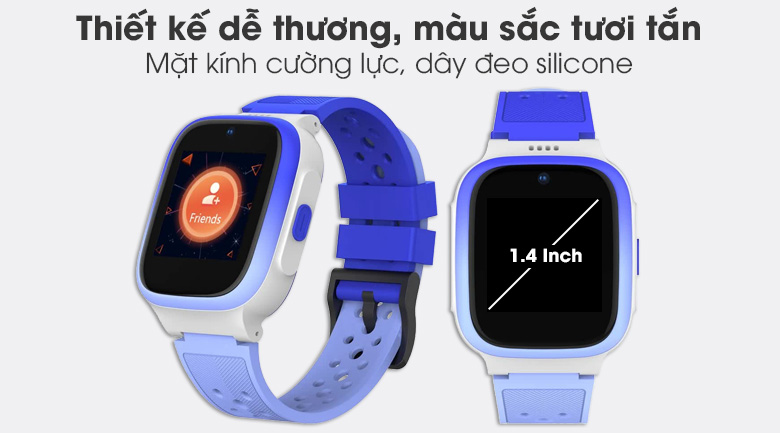 Thiết kế dễ thương, màu sắc tươi tắn
Mặt kính cường lực, dây đeo silicone
Friends
1.4 Inch